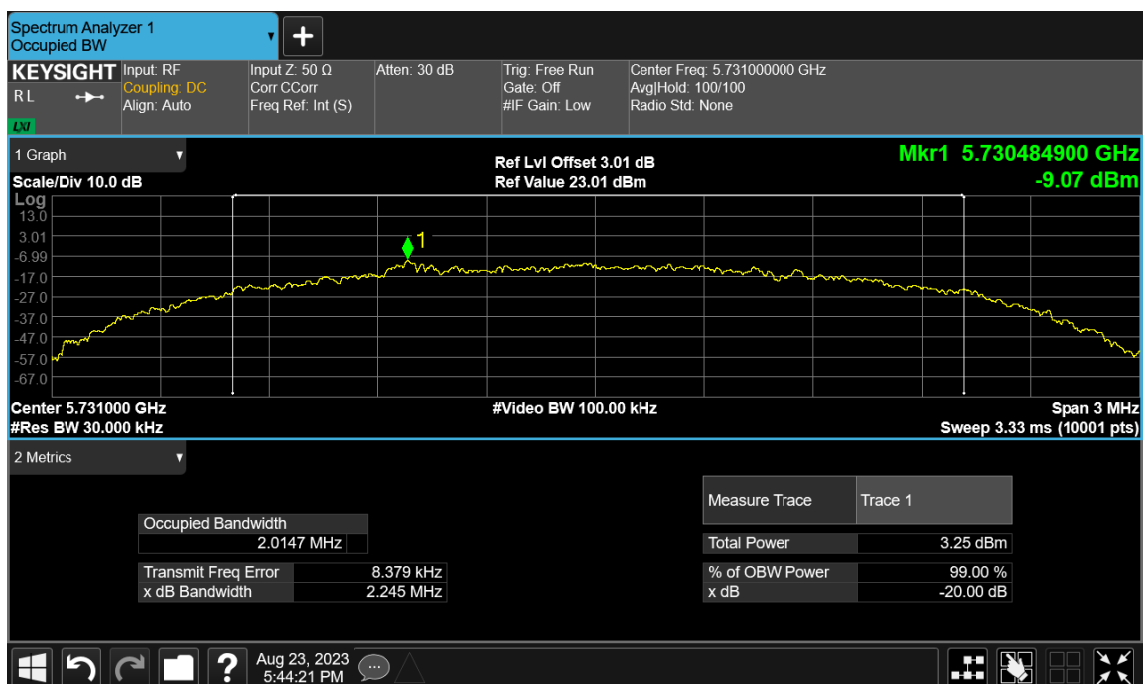 Spectrum Analyzer 1
Occupied BW
KEYSIGHT
R L
LXI
Input: RF
Coupling: DC
Align: Auto
Input Z: 50 Ω
Corr CCorr
Freq Ref: Int (S)
Atten: 30 dB
Trig: Free Run
Gate: Off
#IF Gain: Low
Center Freq: 5.731000000 GHz
Avg|Hold: 100/100
Radio Std: None
1 Graph
Scale/Div 10.0 dB
Ref Lvl Offset 3.01 dB
Ref Value 23.01 dBm
Mkr1 5.730484900 GHz
-9.07 dBm
Log
13.0
3.01
-6.99
-17.0
-27.0
-37.0
-47.0
-57.0
-67.0
1
Center 5.731000 GHz
#Res BW 30.000 kHz
#Video BW 100.00 kHz
Span 3 MHz
Sweep 3.33 ms (10001 pts)
2 Metrics
Occupied Bandwidth
2.0147 MHz
Transmit Freq Error 8.379 kHz
x dB Bandwidth 2.245 MHz
Measure Trace Trace 1
Total Power 3.25 dBm
% of OBW Power 99.00 %
x dB -20.00 dB
?
Aug 23, 2023
5:44:21 PM